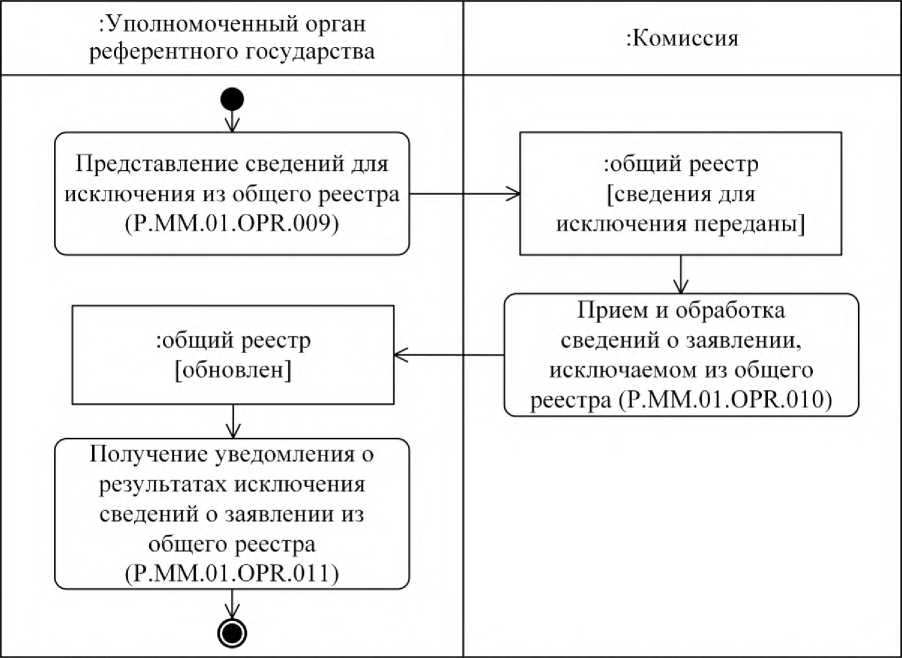 :Уполномоченный орган
референтного государства
:Комиссия
Представление сведений для
исключения из общего реестра
(P.MM.01.OPR.009)
:общий реестр
[сведения для
исключения переданы]
Прием и обработка
сведений о заявлении,
исключаемом из общего
реестра (P.MM.01.OPR.010)
:общий реестр
[обновлен]
Получение уведомления о
результатах исключения
сведений о заявлении из
общего реестра
(P.MM.01.OPR.011)